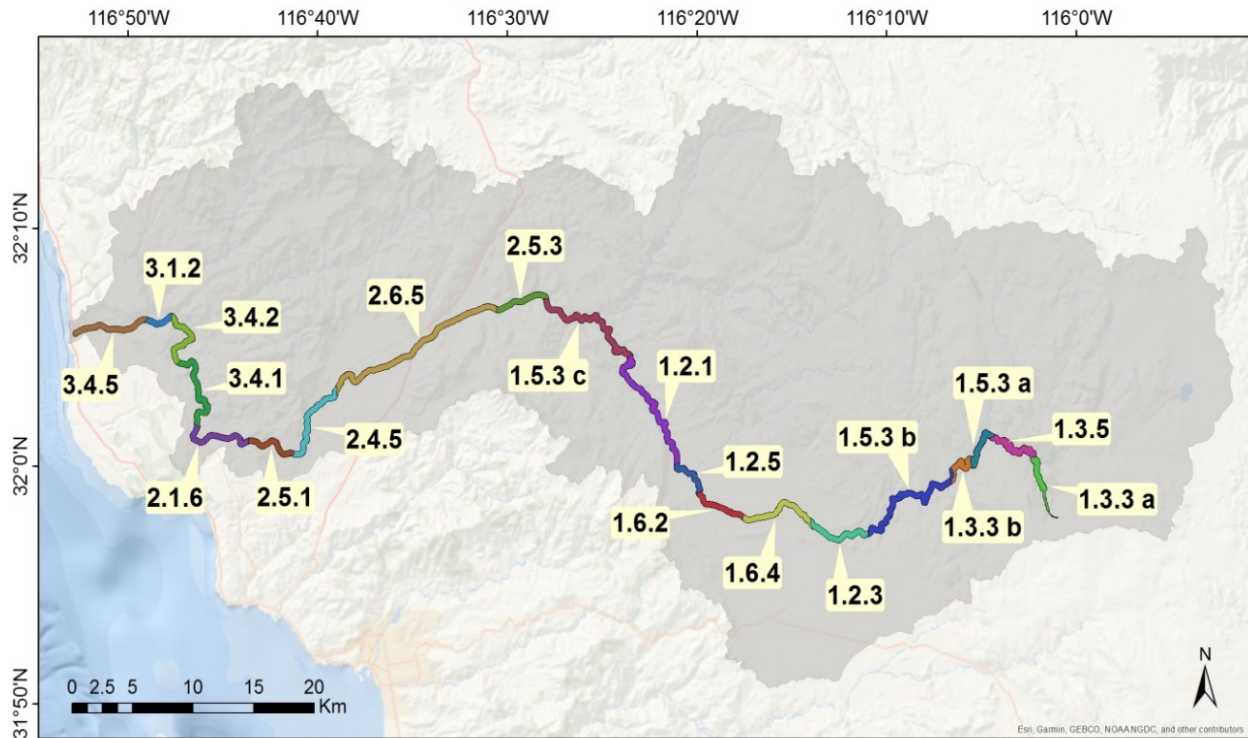 116°50'W 116°40'W 116°30'W 116°20'W 116°10'W 116°0'W
32°10'N
32°0'N
31°50'N
2.5.3
3.1.2
2.6.5
3.4.2
1.2.1
1.5.3 a
3.4.5
3.4.1
1.5.3 c
1.5.3 b
1.3.5
2.4.5
1.2.5
2.1.6
2.5.1
1.3.3 a
1.6.2
1.3.3 b
1.6.4
1.2.3
N
0 2.5 5 10 15 20
Km
Esri, Garmin, GEBCO, NOAA NGDC, and other contributors